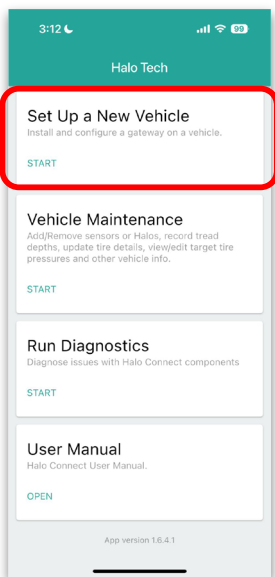 3:12
99
Halo Tech
Set Up a New Vehicle
Install and configure a gateway on a vehicle.
START
Vehicle Maintenance
Add/Remove sensors or Halos, record tread
depths, update tire details, view/edit target tire
pressures and other vehicle info.
START
Run Diagnostics
Diagnose issues with Halo Connect components
START
User Manual
Halo Connect User Manual.
OPEN
App version 1.6.4.1